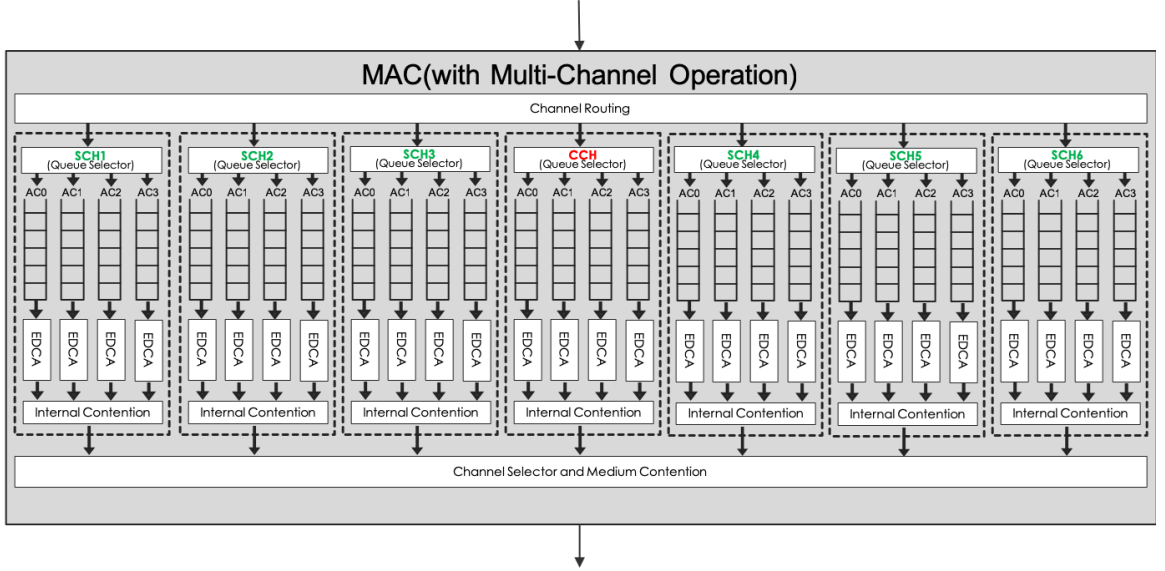 MAC(with Multi-Channel Operation)
Channel Routing
SCH1
(Queue Selector)
AC0 AC1 AC2 AC3
EDCA EDCA EDCA EDCA
Internal Contention
SCH2
(Queue Selector)
AC0 AC1 AC2 AC3
EDCA EDCA EDCA EDCA
Internal Contention
SCH3
(Queue Selector)
AC0 AC1 AC2 AC3
EDCA EDCA EDCA EDCA
Internal Contention
CCH
(Queue Selector)
AC0 AC1 AC2 AC3
EDCA EDCA EDCA EDCA
Internal Contention
SCH4
(Queue Selector)
AC0 AC1 AC2 AC3
EDCA EDCA EDCA EDCA
Internal Contention
SCH5
(Queue Selector)
AC0 AC1 AC2 AC3
EDCA EDCA EDCA EDCA
Internal Contention
SCH6
(Queue Selector)
AC0 AC1 AC2 AC3
EDCA EDCA EDCA EDCA
Internal Contention
Channel Selector and Medium Contention